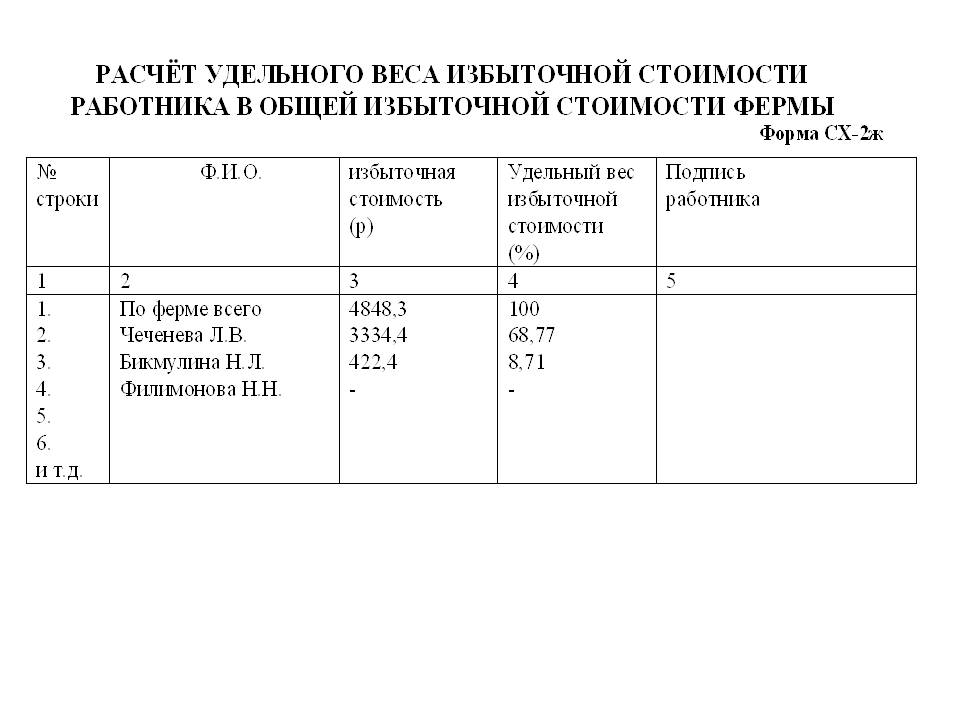 РАСЧЁТ УДЕЛЬНОГО ВЕСА ИЗБЫТОЧНОЙ СТОИМОСТИ
РАБОТНИКА В ОБЩЕЙ ИЗБЫТОЧНОЙ СТОИМОСТИ ФЕРМЫ
Форма СХ-2ж
№ Ф.И.О. избыточная Удельный вес Подпись
строки стоимость избыточной работника
(р) стоимости
(%)
1 2 3 4 5
1. По ферме всего 4848,3 100
2. Чеченева Л.В. 3334,4 68,77
3. Бикмулина Н.Л. 422,4 8,71
4. Филимонова Н.Н. - -
5.
6.
и т.д.